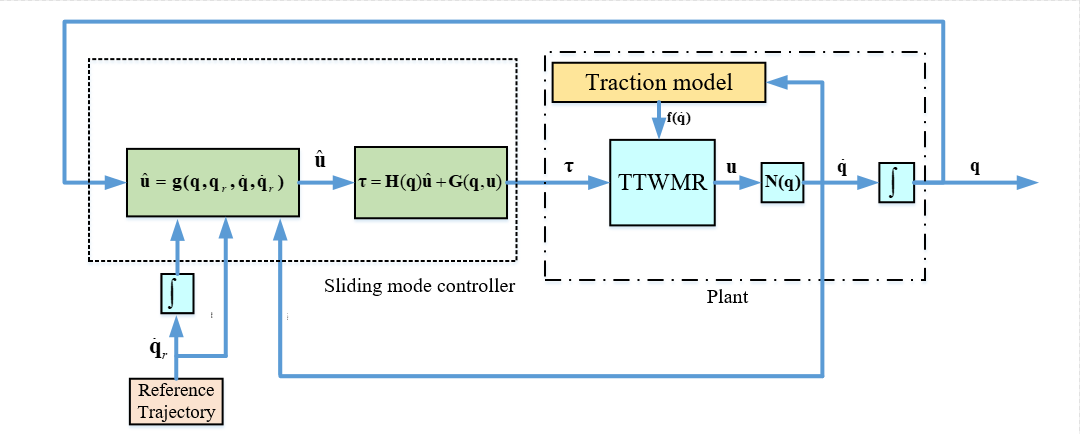 Traction model
f(q̇)
û = g(q,q_r,q̇,q̇_r)
û
τ = H(q)û+G(q,u)
τ
TTWMR
u
N(q)
q̇
∫
q
∫
Sliding mode controller
Plant
q̇_r
Reference
Trajectory